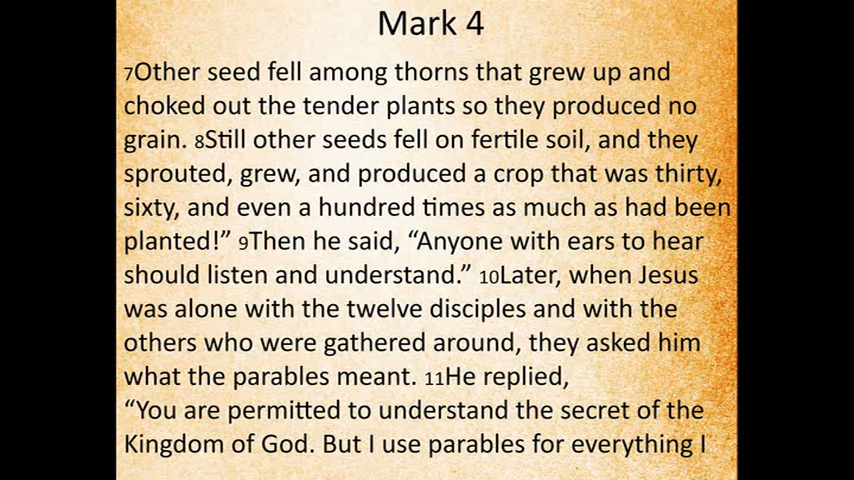 Mark 4
7Other seed fell among thorns that grew up and
choked out the tender plants so they produced no
grain. 8Still other seeds fell on fertile soil, and they
sprouted, grew, and produced a crop that was thirty,
sixty, and even a hundred times as much as had been
planted!” 9Then he said, “Anyone with ears to hear
should listen and understand.” 10Later, when Jesus
was alone with the twelve disciples and with the
others who were gathered around, they asked him
what the parables meant. 11He replied,
“You are permitted to understand the secret of the
Kingdom of God. But I use parables for everything I